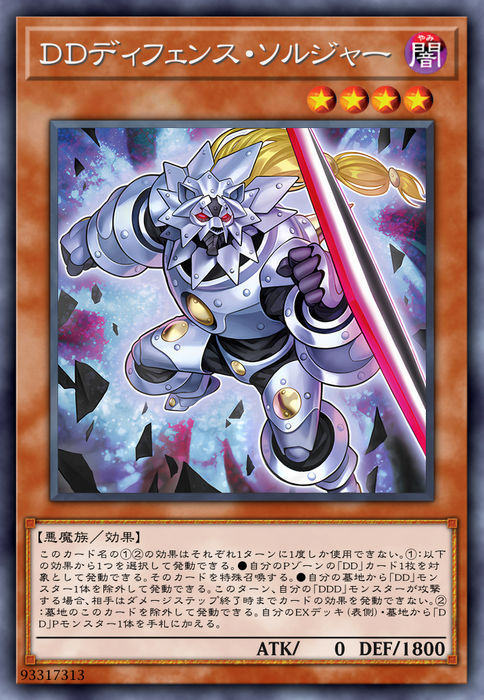 DDディフェンス・ソルジャー
やみ
闇
【悪魔族/効果】
このカード名の①②の効果はそれぞれ1ターンに1度しか使用できない。①:以下
の効果から1つを選択して発動できる。●自分のPゾーンの「DD」カード1枚を対
象として発動できる。そのカードを特殊召喚する。●自分の墓地から「DD」モン
スター1体を除外して発動できる。このターン、自分の「DDD」モンスターが攻撃
する場合、相手はダメージステップ終了時までカードの効果を発動できない。②
:墓地のこのカードを除外して発動できる。自分のEXデッキ(表側)・墓地から「D
D」Pモンスター1体を手札に加える。
ATK/ 0 DEF/1800
93317313